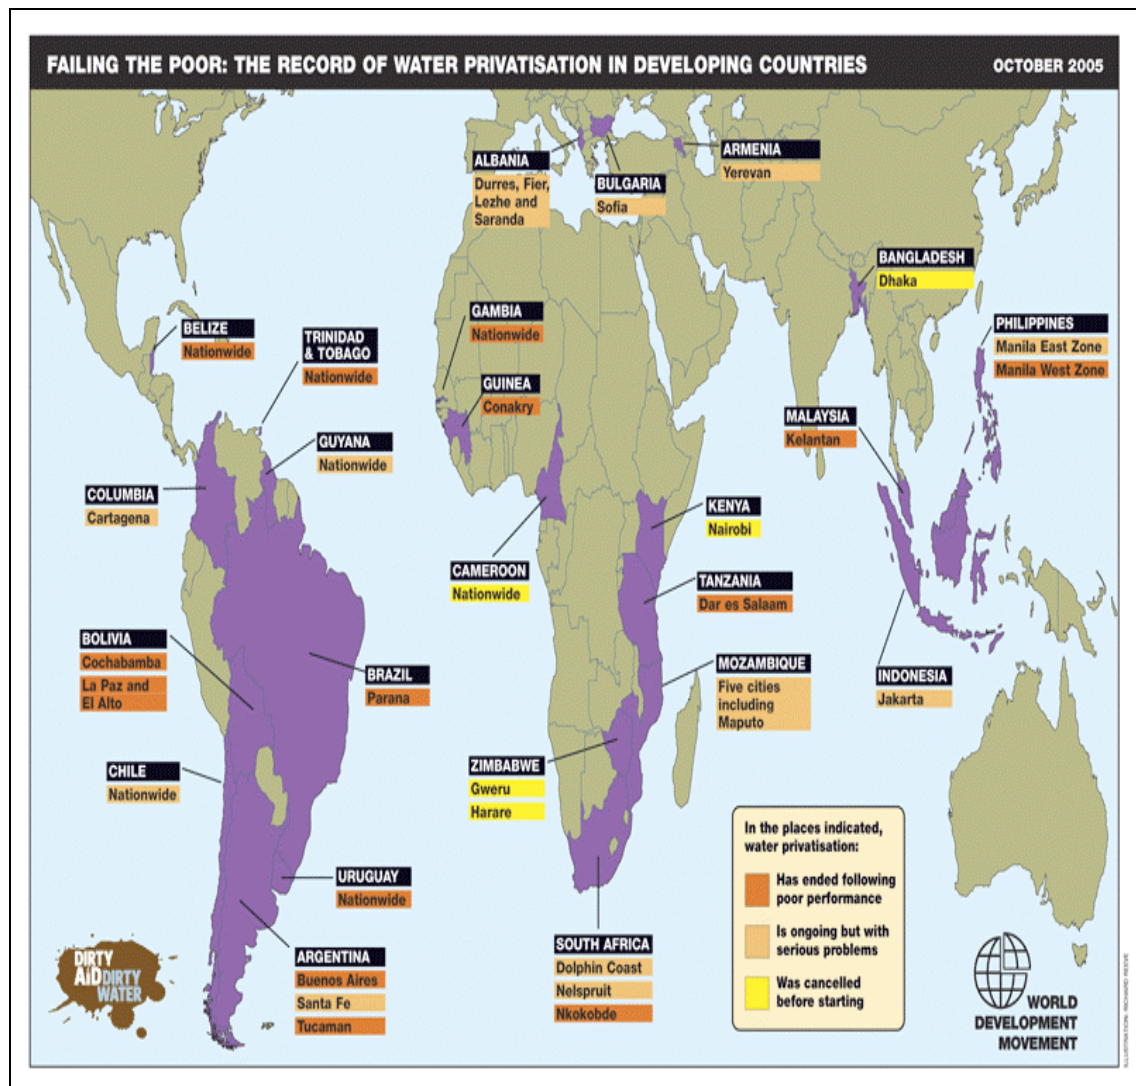 FAILING THE POOR: THE RECORD OF WATER PRIVATISATION IN DEVELOPING COUNTRIES
OCTOBER 2005
ALBANIA
Durres, Fier,
Lezhe and
Saranda
BULGARIA
Sofia
ARMENIA
Yerevan
BANGLADESH
Dhaka
BELIZE
Nationwide
TRINIDAD
& TOBAGO
Nationwide
GAMBIA
Nationwide
PHILIPPINES
Manila East Zone
Manila West Zone
GUINEA
Conakry
MALAYSIA
Kelantan
GUYANA
Nationwide
COLUMBIA
Cartagena
KENYA
Nairobi
CAMEROON
Nationwide
TANZANIA
Dar es Salaam
BOLIVIA
Cochabamba
La Paz and
El Alto
BRAZIL
Parana
MOZAMBIQUE
Five cities
including
Maputo
INDONESIA
Jakarta
CHILE
Nationwide
ZIMBABWE
Gweru
Harare
URUGUAY
Nationwide
ARGENTINA
Buenos Aires
Santa Fe
Tucaman
SOUTH AFRICA
Dolphin Coast
Nelspruit
Nkokobde
In the places indicated,
water privatisation:
Has ended following
poor performance
Is ongoing but with
serious problems
Was cancelled
before starting
DIRTY
AID DIRTY
WATER
WORLD
DEVELOPMENT
MOVEMENT
ILLUSTRATION: RICHARD REEVE